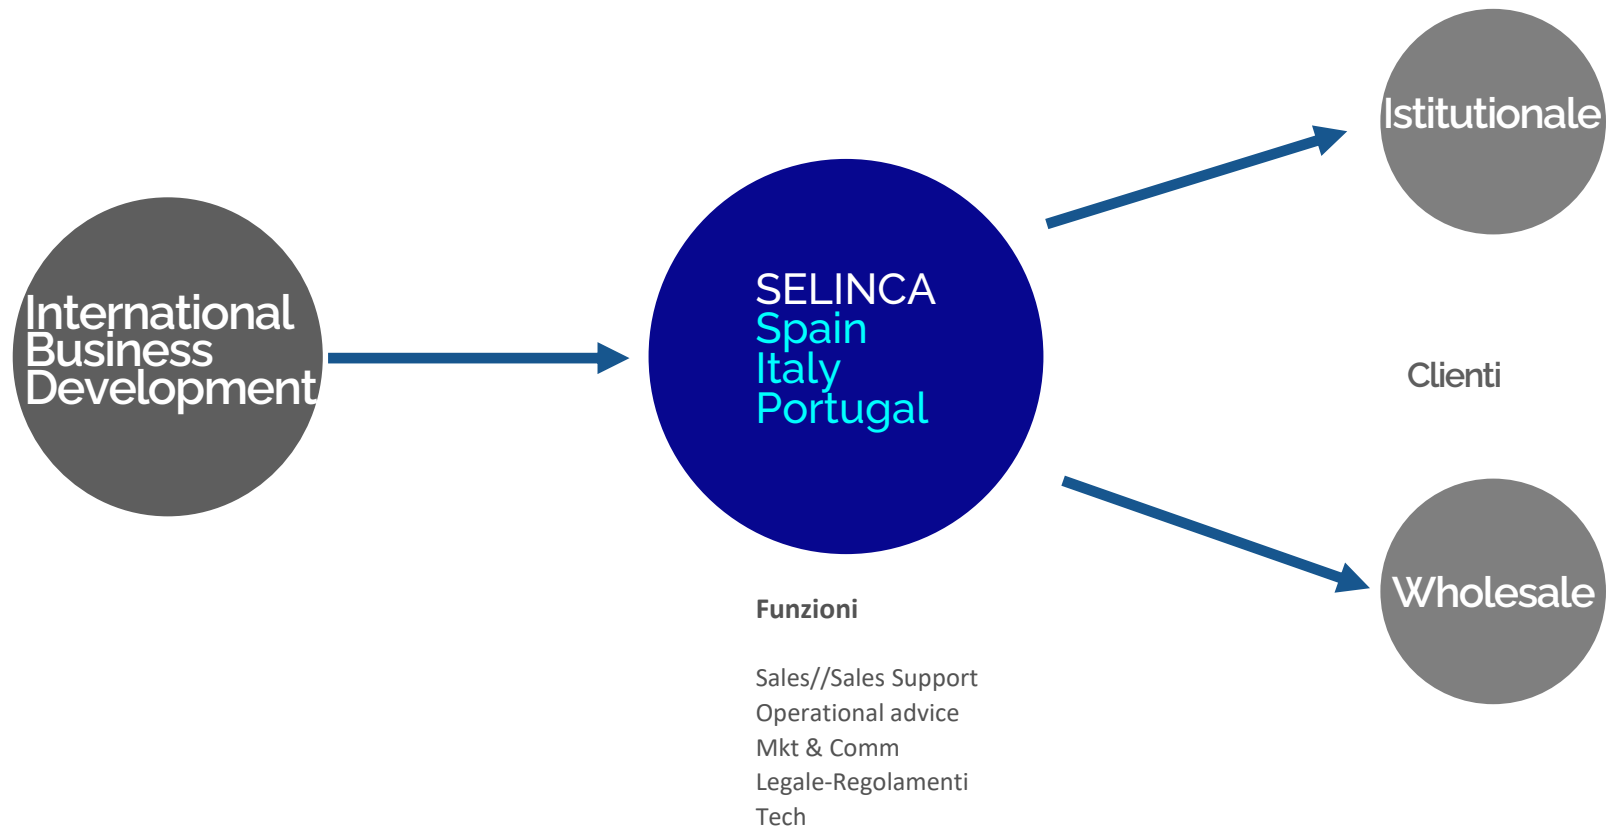 International
Business
Development
SELINCA
Spain
Italy
Portugal
Funzioni
Sales//Sales Support
Operational advice
Mkt & Comm
Legale-Regolamenti
Tech
Istitutionale
Clienti
Wholesale